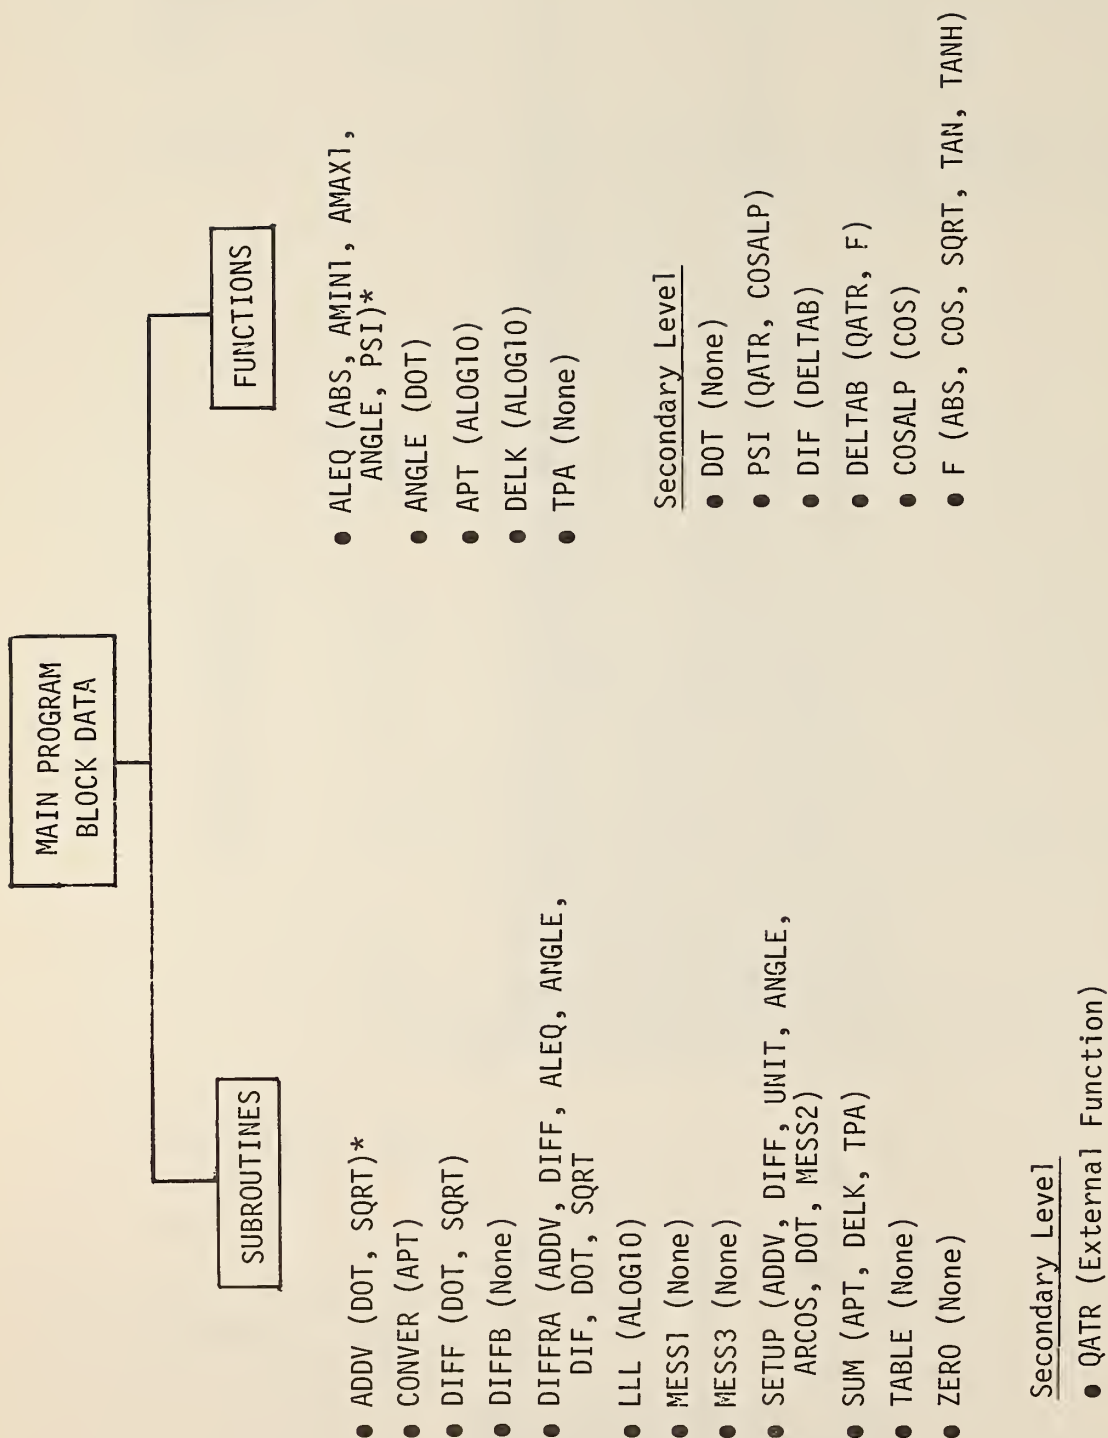 MAIN PROGRAM
BLOCK DATA
SUBROUTINES
● ADDV (DOT, SQRT)*
● CONVER (APT)
● DIFF (DOT, SQRT)
● DIFFB (None)
● DIFFRA (ADDV, DIFF, ALEQ, ANGLE,
DIF, DOT, SQRT
● LLL (ALOG10)
● MESS1 (None)
● MESS3 (None)
● SETUP (ADDV, DIFF, UNIT, ANGLE,
ARCOS, DOT, MESS2)
● SUM (APT, DELK, TPA)
● TABLE (None)
● ZERO (None)
Secondary Level
● QATR (External Function)
FUNCTIONS
● ALEQ (ABS, AMIN1, AMAX1,
ANGLE, PSI)*
● ANGLE (DOT)
● APT (ALOG10)
● DELK (ALOG10)
● TPA (None)
Secondary Level
● DOT (None)
● PSI (QATR, COSALP)
● DIF (DELTAB)
● DELTAB (QATR, F)
● COSALP (COS)
● F (ABS, COS, SQRT, TAN, TANH)